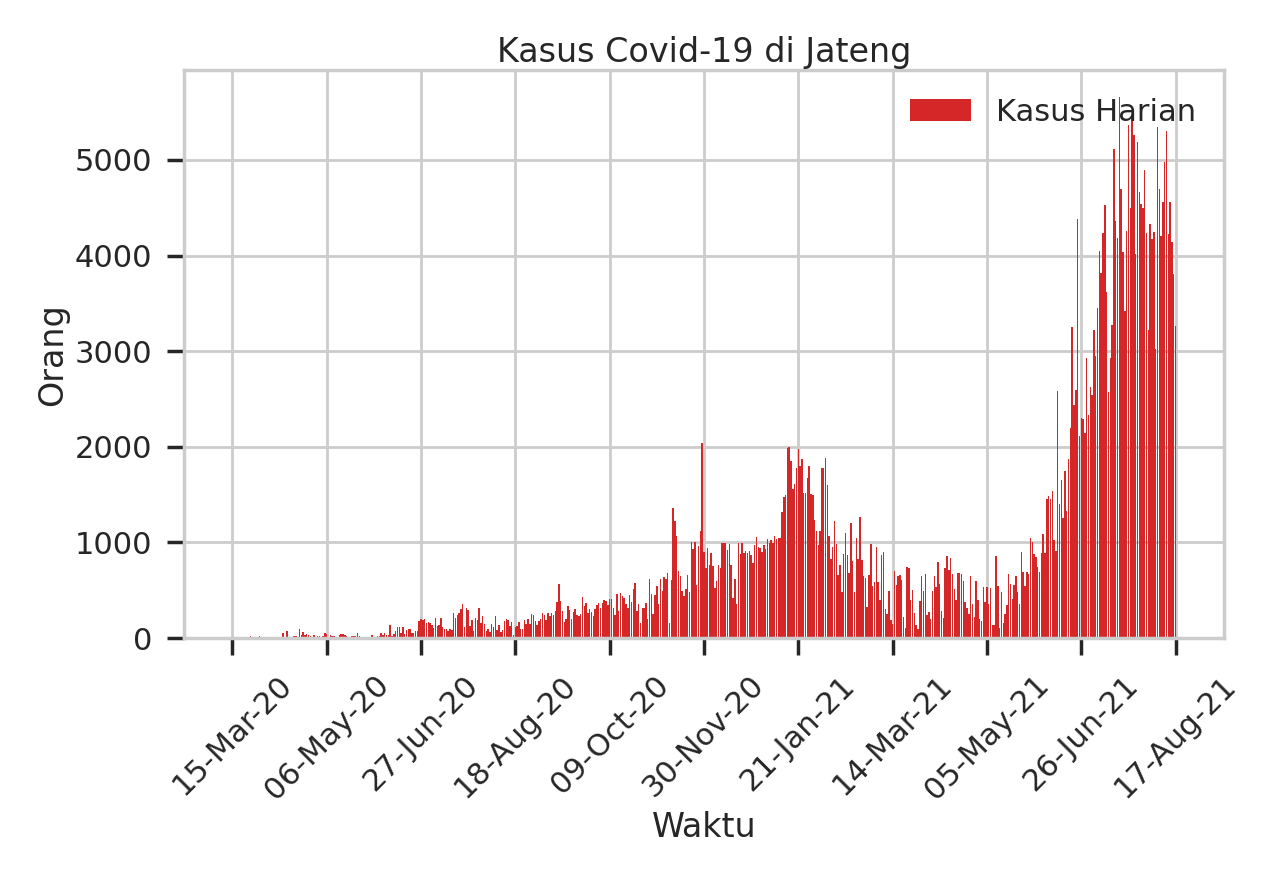 Kasus Covid-19 di Jateng
Kasus Harian
5000
4000
3000
2000
1000
0
Orang
15-Mar-20
06-May-20
27-Jun-20
18-Aug-20
09-Oct-20
30-Nov-20
21-Jan-21
14-Mar-21
05-May-21
26-Jun-21
17-Aug-21
Waktu